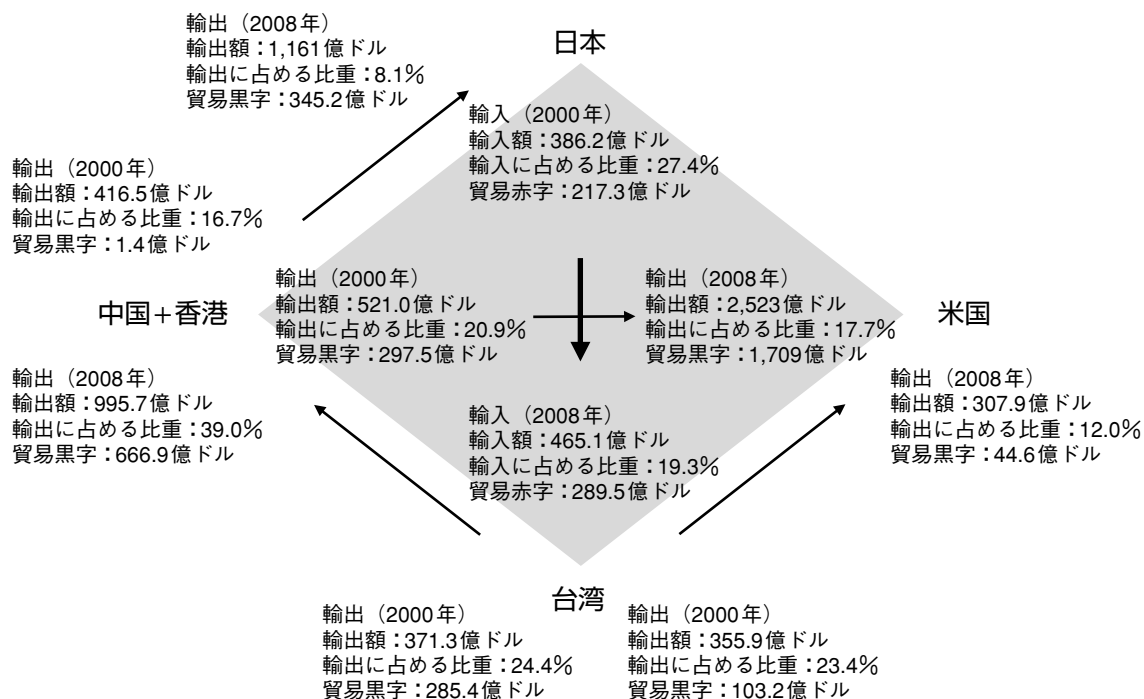 輸出（2008年）
輸出額：1,161億ドル
輸出に占める比重：8.1％
貿易黒字：345.2億ドル
日本
輸入（2000年）
輸入額：386.2億ドル
輸入に占める比重：27.4％
貿易赤字：217.3億ドル
輸出（2000年）
輸出額：416.5億ドル
輸出に占める比重：16.7％
貿易黒字：1.4億ドル
中国＋香港
輸出（2000年）
輸出額：521.0億ドル
輸出に占める比重：20.9％
貿易黒字：297.5億ドル
輸出（2008年）
輸出額：2,523億ドル
輸出に占める比重：17.7％
貿易黒字：1,709億ドル
米国
輸出（2008年）
輸出額：995.7億ドル
輸出に占める比重：39.0％
貿易黒字：666.9億ドル
輸入（2008年）
輸入額：465.1億ドル
輸入に占める比重：19.3％
貿易赤字：289.5億ドル
輸出（2008年）
輸出額：307.9億ドル
輸出に占める比重：12.0％
貿易黒字：44.6億ドル
台湾
輸出（2000年）
輸出額：371.3億ドル
輸出に占める比重：24.4％
貿易黒字：285.4億ドル
輸出（2000年）
輸出額：355.9億ドル
輸出に占める比重：23.4％
貿易黒字：103.2億ドル